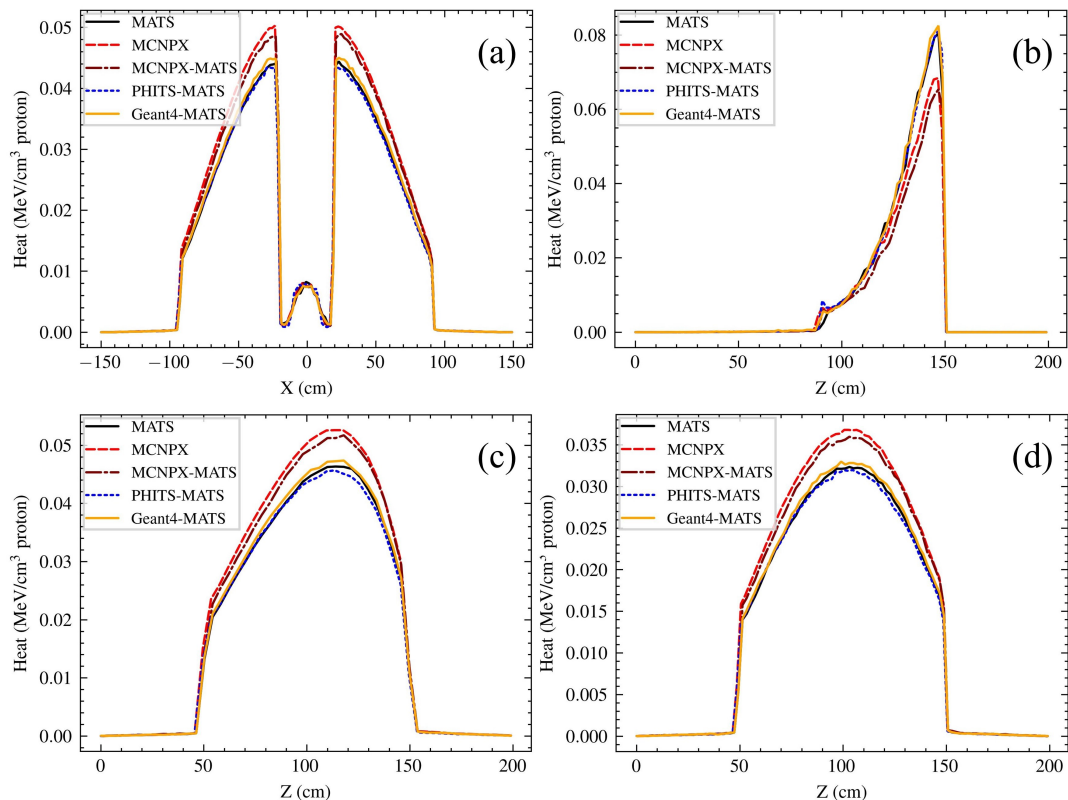 0.05
0.04
0.03
0.02
0.01
0.00
Heat (MeV/cm³ proton)
MATS
MCNPX
MCNPX-MATS
PHITS-MATS
Geant4-MATS
(a)
−150 −100 −50 0 50 100 150
X (cm)
0.08
0.06
0.04
0.02
0.00
Heat (MeV/cm³ proton)
MATS
MCNPX
MCNPX-MATS
PHITS-MATS
Geant4-MATS
(b)
0 50 100 150 200
Z (cm)
0.05
0.04
0.03
0.02
0.01
0.00
Heat (MeV/cm³ proton)
MATS
MCNPX
MCNPX-MATS
PHITS-MATS
Geant4-MATS
(c)
0 50 100 150 200
Z (cm)
0.035
0.030
0.025
0.020
0.015
0.010
0.005
0.000
Heat (MeV/cm³ proton)
MATS
MCNPX
MCNPX-MATS
PHITS-MATS
Geant4-MATS
(d)
0 50 100 150 200
Z (cm)